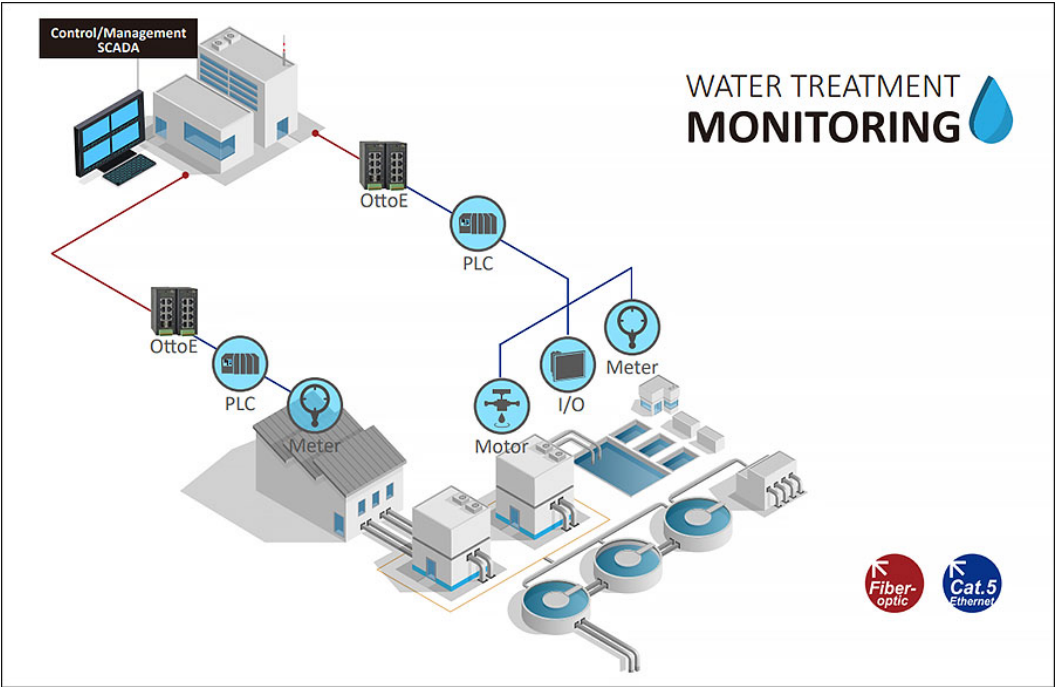 Control/Management
SCADA
WATER TREATMENT
MONITORING
OttoE
PLC
OttoE
PLC
Meter
Meter
I/O
Motor
Fiber-
optic
Cat.5
Ethernet